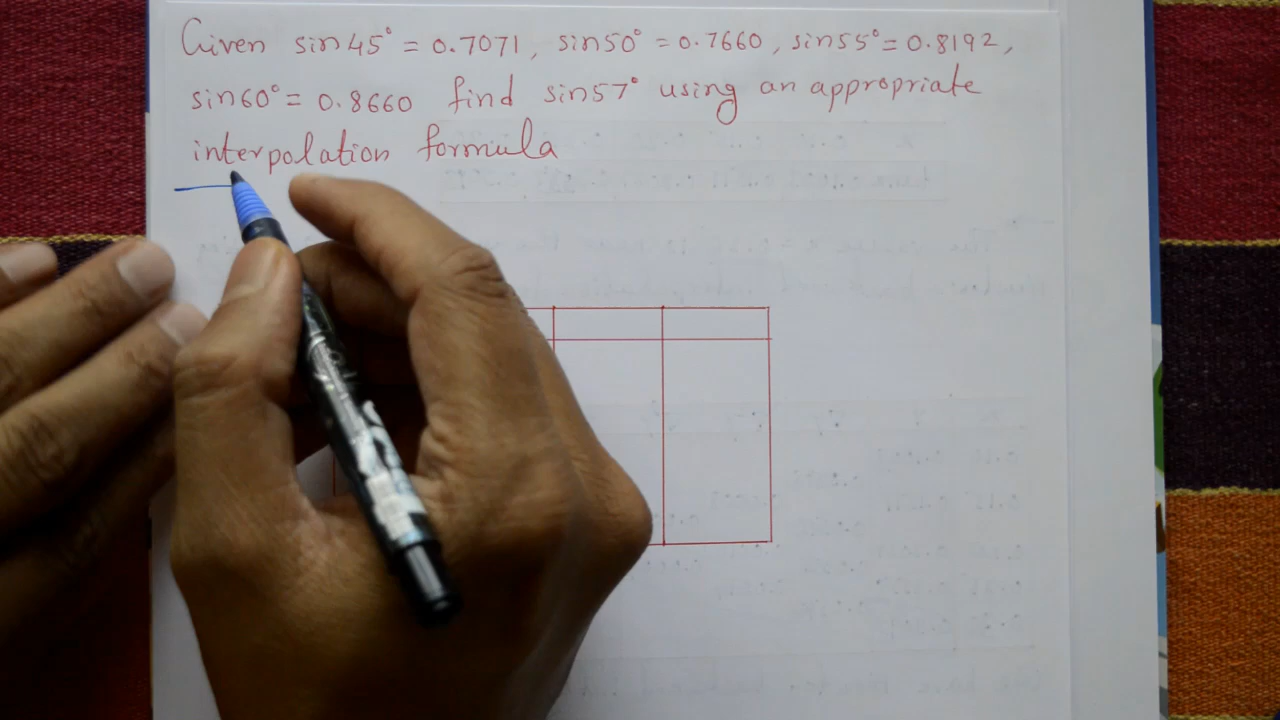 Given sin45° = 0.7071, sin50° = 0.7660, sin55° = 0.8192,
sin60° = 0.8660 find sin57° using an appropriate
interpolation formula